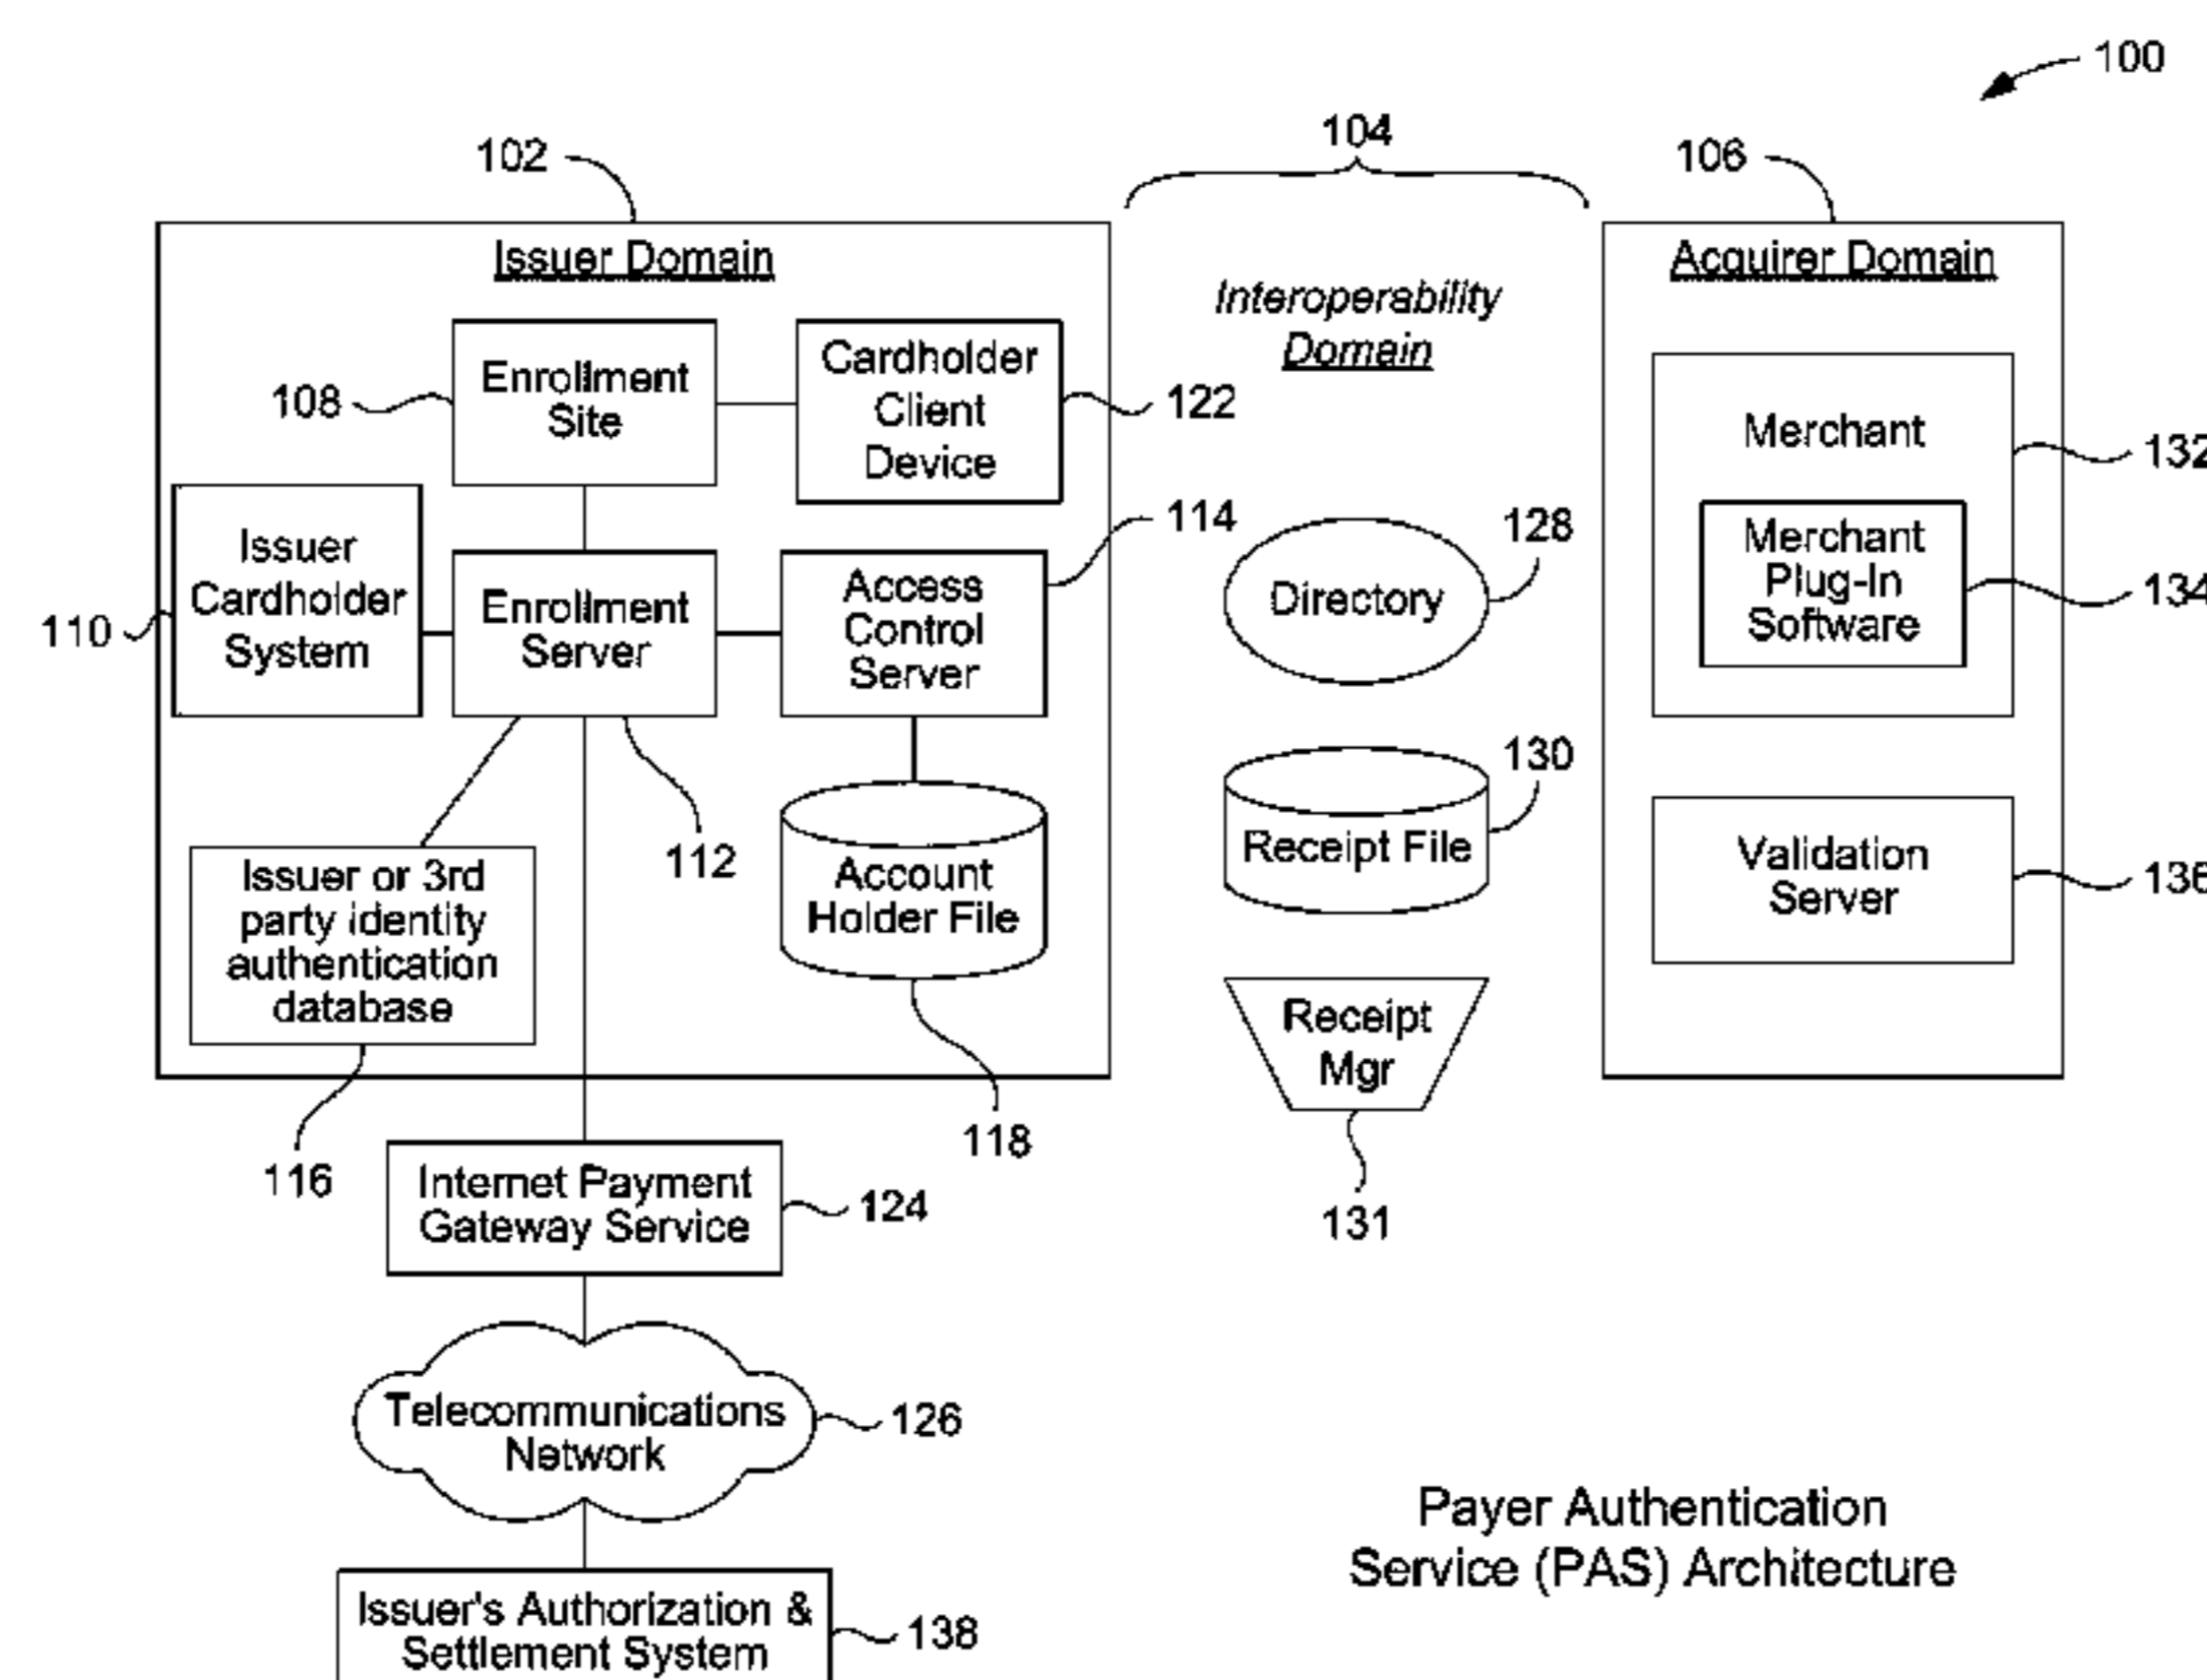 100
102
104
106
Issuer Domain
Interoperability
Domain
Acquirer Domain
Enrollment
Site
108
Cardholder
Client
Device
122
Merchant
132
Issuer
Cardholder
System
110
Enrollment
Server
112
Access
Control
Server
114
Directory
128
Merchant
Plug-In
Software
134
Issuer or 3rd
party identity
authentication
database
116
Account
Holder File
118
Receipt File
130
Validation
Server
136
Receipt
Mgr
131
Internet Payment
Gateway Service
124
Telecommunications
Network
126
Issuer's Authorization &
Settlement System
138
Payer Authentication
Service (PAS) Architecture